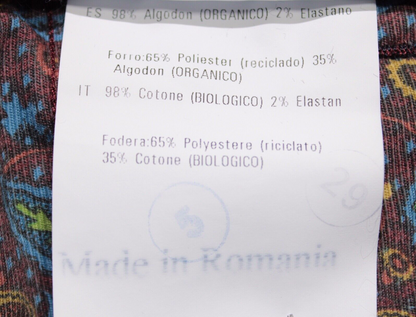 ES 98% Algodon (ORGANICO) 2% Elastano
Forro:65% Poliester (reciclado) 35%
Algodon (ORGANICO)
IT 98% Cotone (BIOLOGICO) 2% Elastan
Fodera:65% Polyestere (riciclato)
35% Cotone (BIOLOGICO)
29
5
Made in Romania